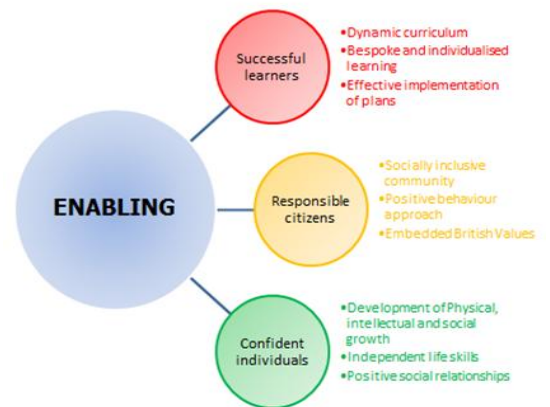 ENABLING
Successful
learners
•Dynamic curriculum
•Bespoke and individualised
learning
•Effective implementation
of plans
Responsible
citizens
•Socially inclusive
community
•Positive behaviour
approach
•Embedded British Values
Confident
individuals
•Development of Physical,
intellectual and social
growth
•Independent life skills
•Positive social relationships